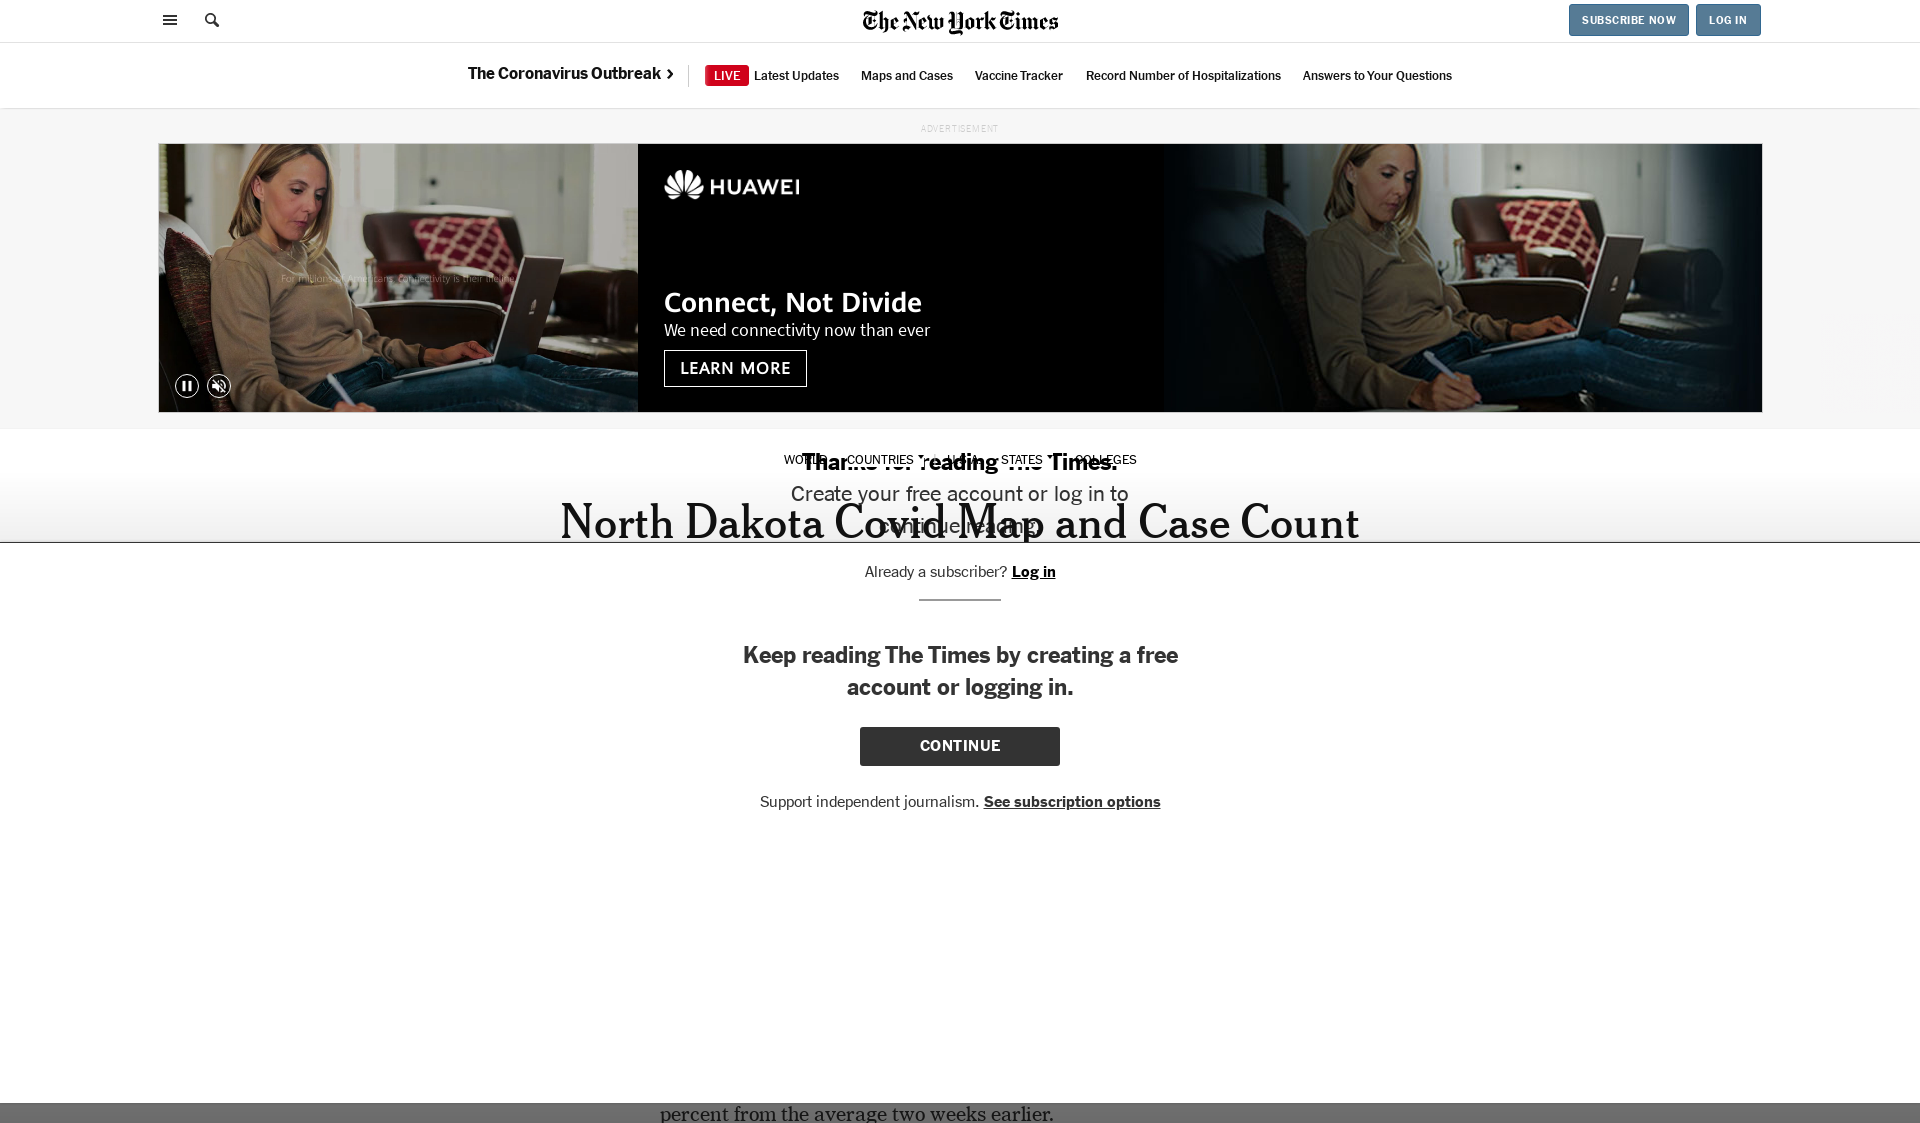 The New York Times
SUBSCRIBE NOW
LOG IN
The Coronavirus Outbreak
LIVE Latest Updates
Maps and Cases
Vaccine Tracker
Record Number of Hospitalizations
Answers to Your Questions
ADVERTISEMENT
HUAWEI
For millions of Americans, connectivity is their lifeline.
Connect, Not Divide
We need connectivity now than ever
LEARN MORE
WORLD
COUNTRIES
U.S.A.
STATES
COLLEGES
Thanks for reading The Times.
Create your free account or log in to
continue reading.
North Dakota Covid Map and Case Count
Already a subscriber? Log in
Keep reading The Times by creating a free
account or logging in.
CONTINUE
Support independent journalism. See subscription options
percent from the average two weeks earlier.